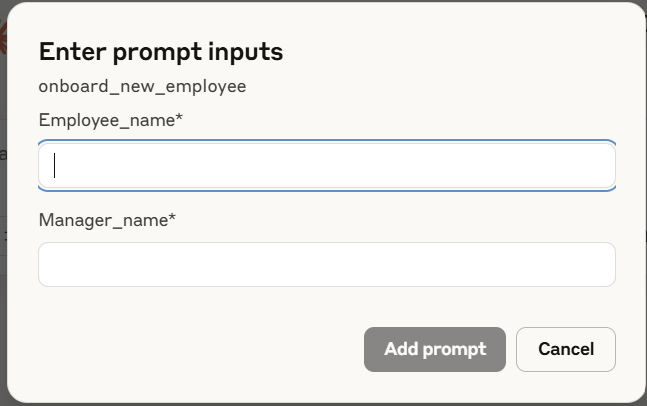 Enter prompt inputs
onboard_new_employee
Employee_name*
Manager_name*
Add prompt
Cancel